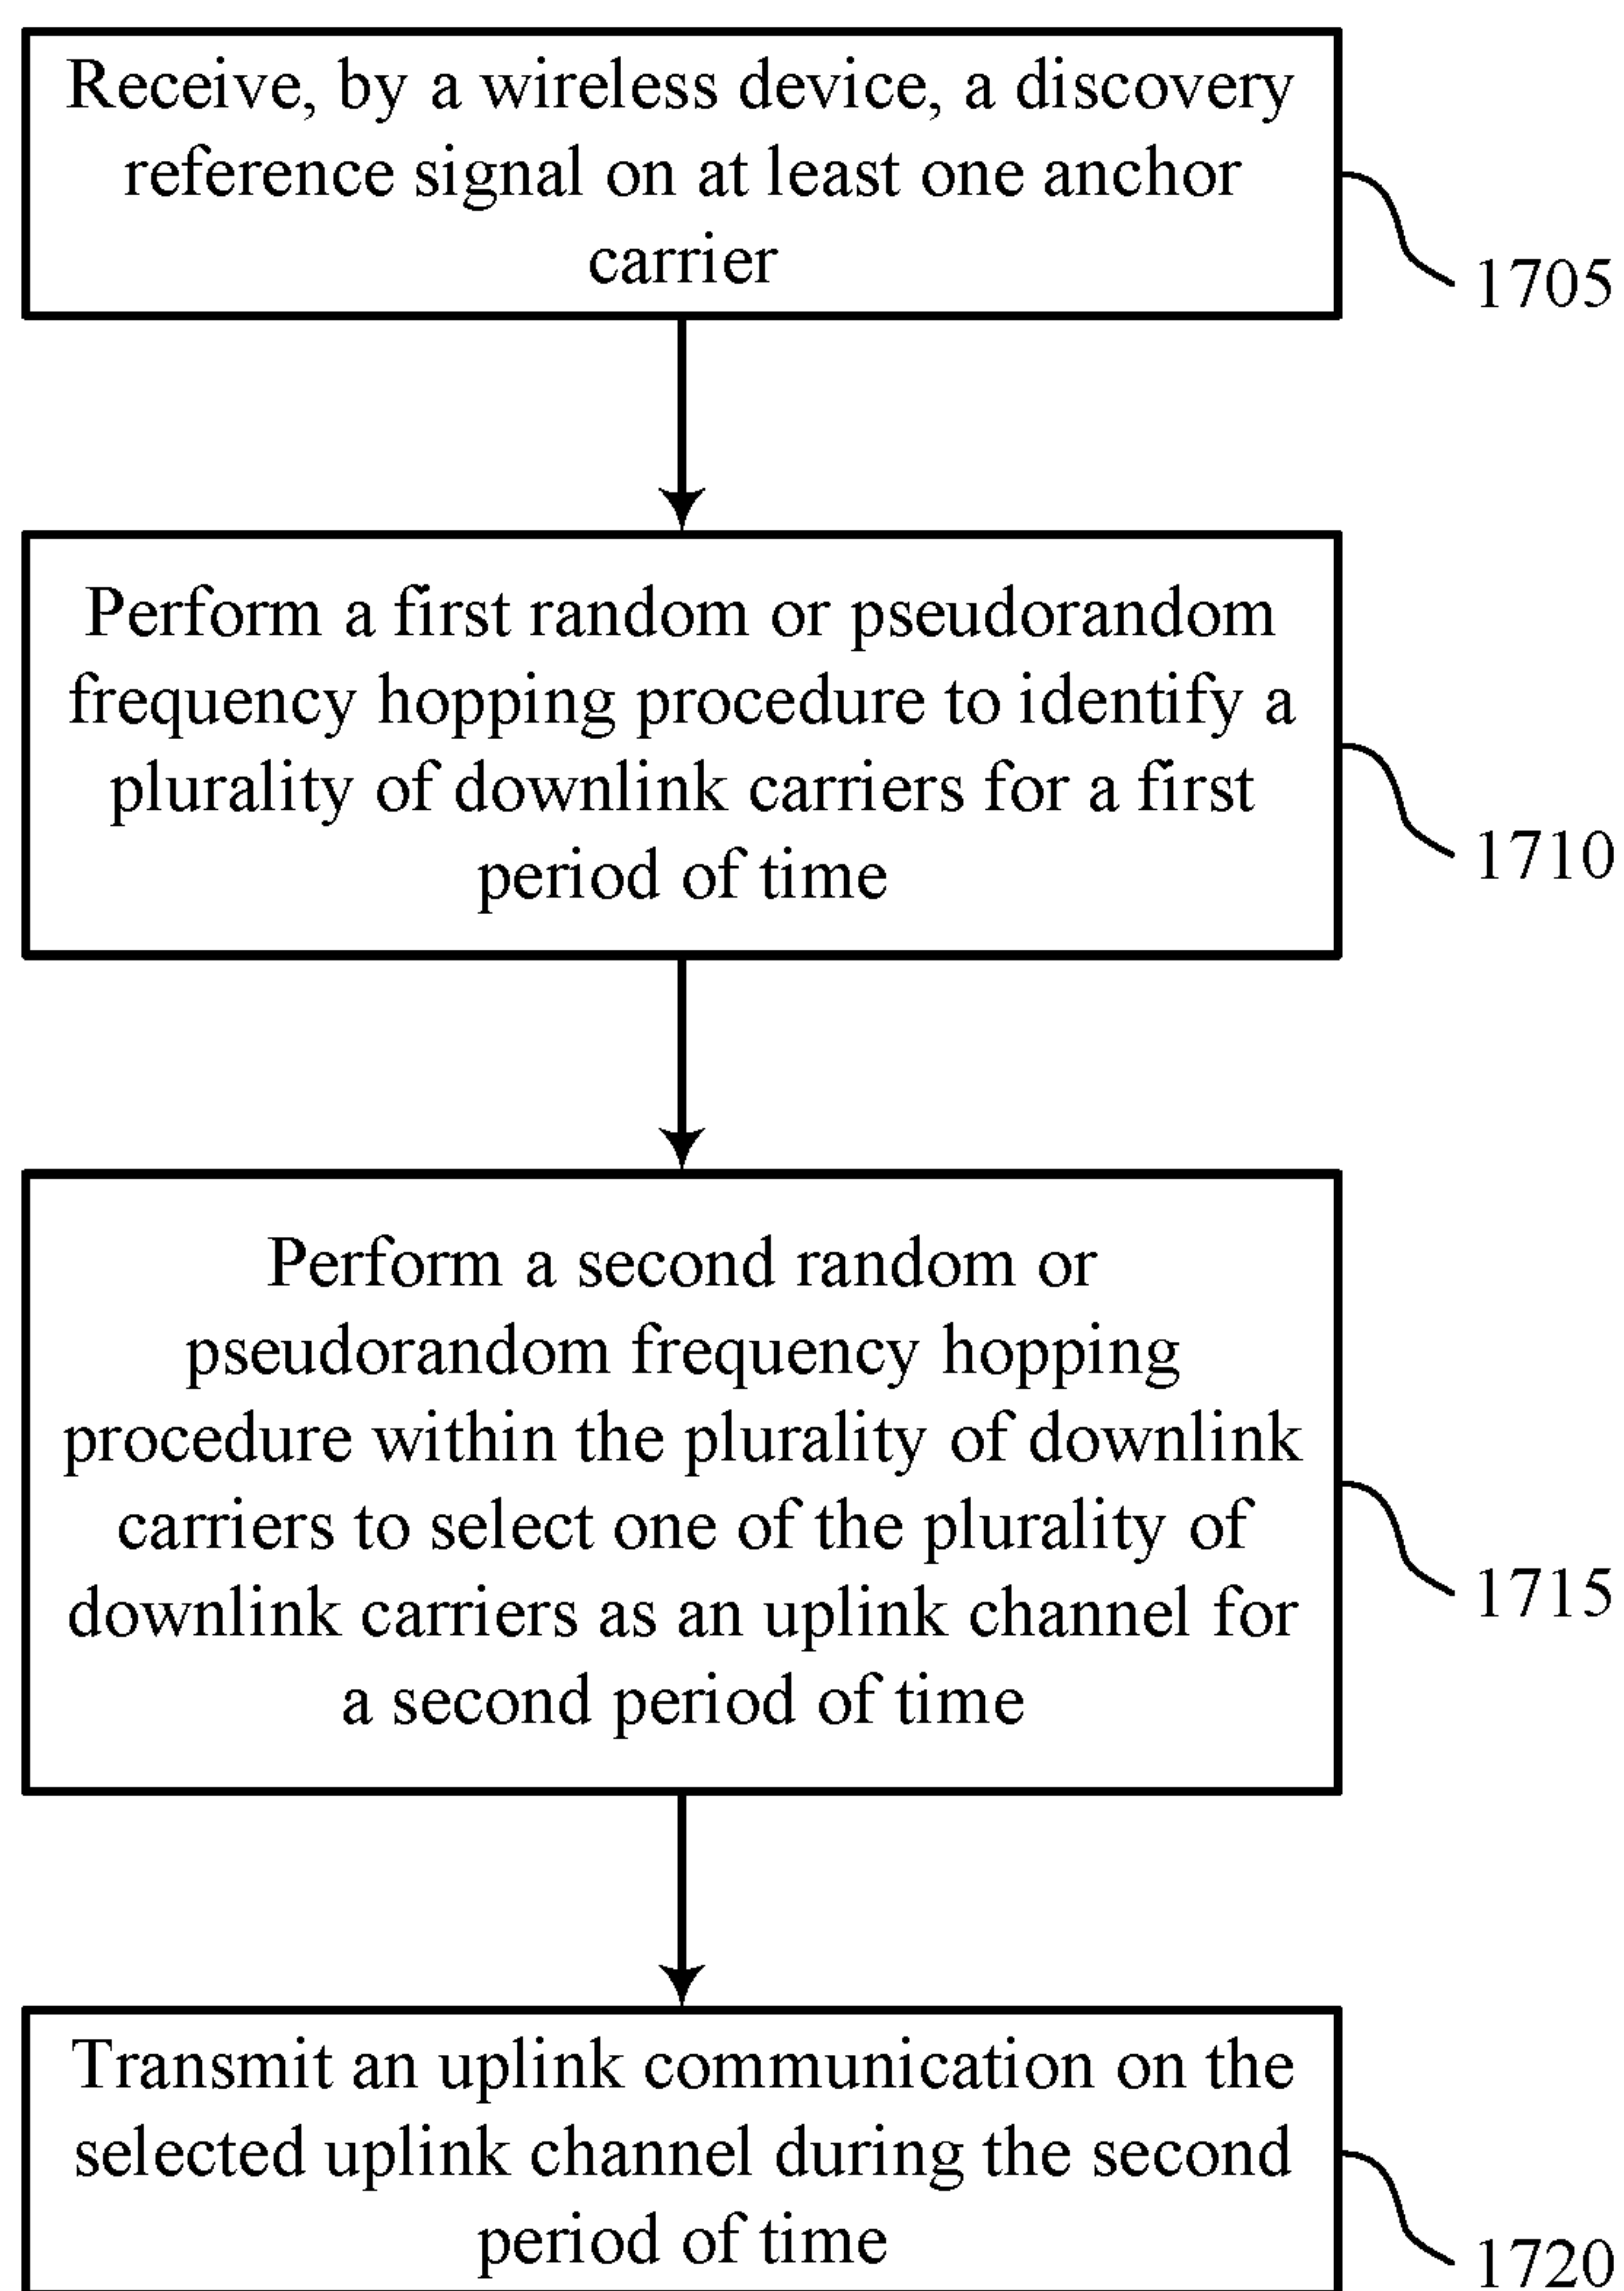 Receive, by a wireless device, a discovery
reference signal on at least one anchor
carrier
1705
Perform a first random or pseudorandom
frequency hopping procedure to identify a
plurality of downlink carriers for a first
period of time
1710
Perform a second random or
pseudorandom frequency hopping
procedure within the plurality of downlink
carriers to select one of the plurality of
downlink carriers as an uplink channel for
a second period of time
1715
Transmit an uplink communication on the
selected uplink channel during the second
period of time
1720